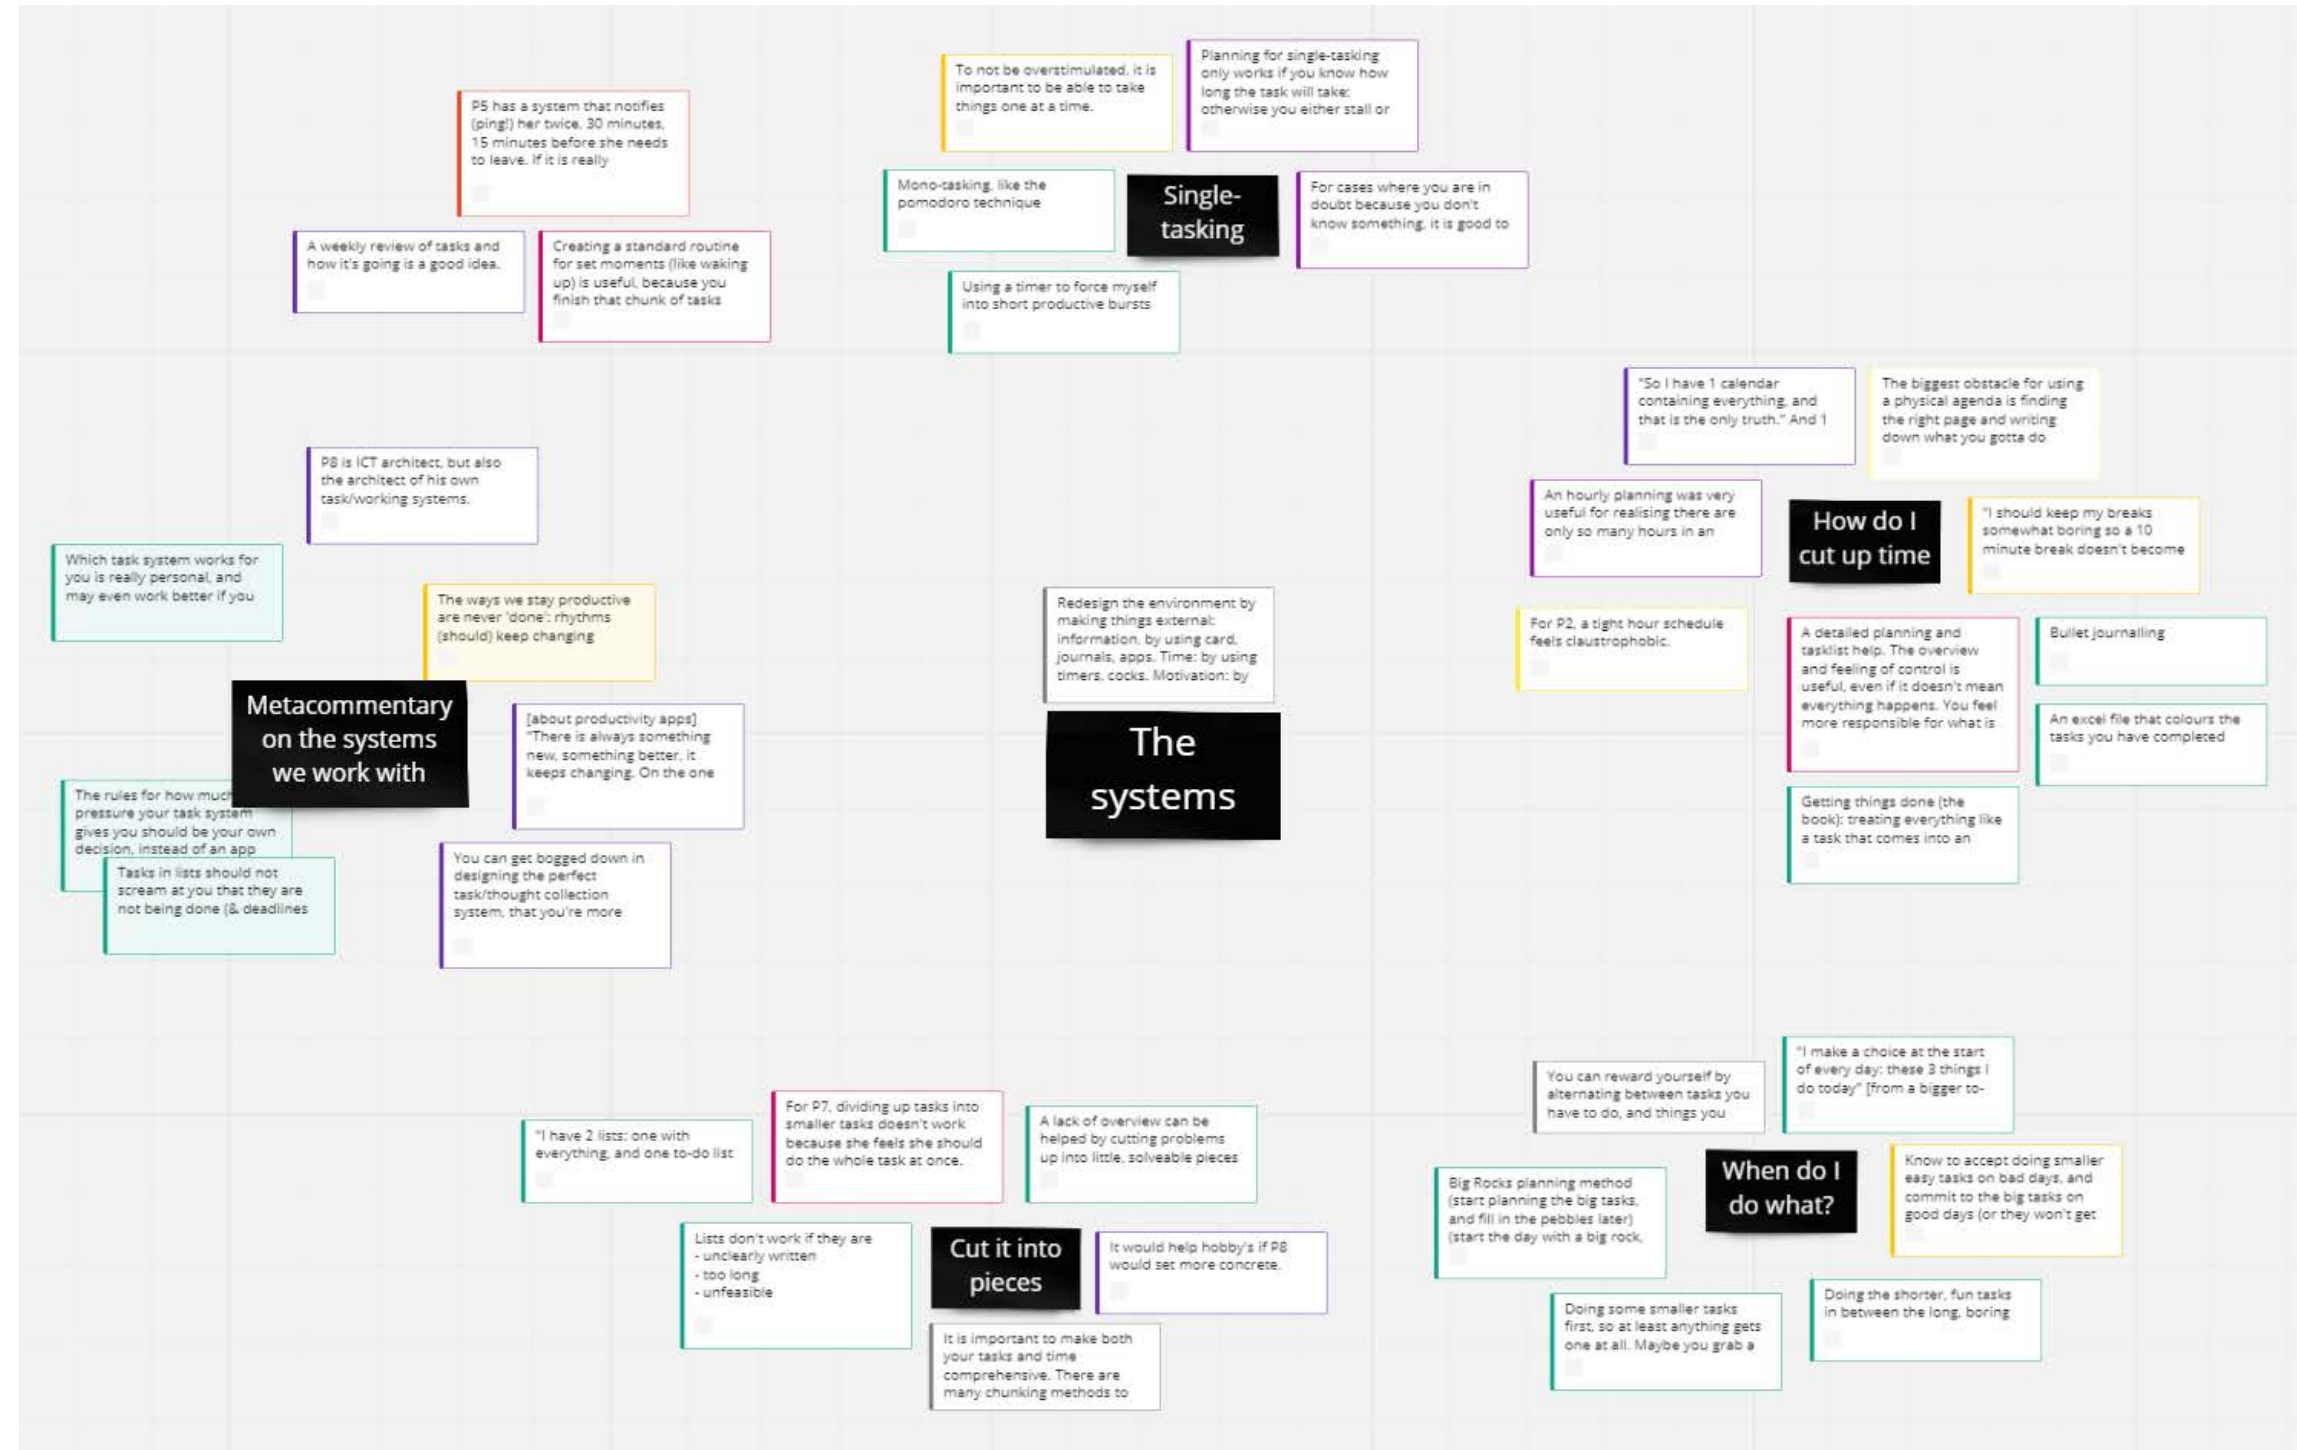 To not be overstimulated, it is
important to be able to take
things one at a time.
Planning for single-tasking
only works if you know how
long the task will take:
otherwise you either stall or
P5 has a system that notifies
(ping!) her twice, 30 minutes,
15 minutes before she needs
to leave. If it is really
Mono-tasking, like the
pomodoro technique
Single-
tasking
For cases where you are in
doubt because you don't
know something, it is good to
A weekly review of tasks and
how it's going is a good idea.
Creating a standard routine
for set moments (like waking
up) is useful, because you
finish that chunk of tasks
Using a timer to force myself
into short productive bursts
"So I have 1 calendar
containing everything, and
that is the only truth." And 1
The biggest obstacle for using
a physical agenda is finding
the right page and writing
down what you gotta do
An hourly planning was very
useful for realising there are
only so many hours in an
How do I
cut up time
"I should keep my breaks
somewhat boring so a 10
minute break doesn't become
For P2, a tight hour schedule
feels claustrophobic.
A detailed planning and
tasklist help. The overview
and feeling of control is
useful, even if it doesn't mean
everything happens. You feel
more responsible for what is
Bullet journalling
An excel file that colours the
tasks you have completed
Getting things done (the
book): treating everything like
a task that comes into an
P8 is ICT architect, but also
the architect of his own
task/working systems.
Which task system works for
you is really personal, and
may even work better if you
The ways we stay productive
are never 'done': rhythms
(should) keep changing
Metacommentary
on the systems
we work with
[about productivity apps]
"There is always something
new, something better, it
keeps changing. On the one
The rules for how much
pressure your task system
gives you should be your own
decision, instead of an app
Tasks in lists should not
scream at you that they are
not being done (& deadlines
You can get bogged down in
designing the perfect
task/thought collection
system, that you're more
Redesign the environment by
making things external:
information, by using card,
journals, apps. Time: by using
timers, cocks. Motivation: by
The
systems
"I have 2 lists: one with
everything, and one to-do list
For P7, dividing up tasks into
smaller tasks doesn't work
because she feels she should
do the whole task at once.
A lack of overview can be
helped by cutting problems
up into little, solveable pieces
Lists don't work if they are
- unclearly written
- too long
- unfeasible
Cut it into
pieces
It would help hobby's if P8
would set more concrete.
It is important to make both
your tasks and time
comprehensive. There are
many chunking methods to
You can reward yourself by
alternating between tasks you
have to do, and things you
"I make a choice at the start
of every day: these 3 things I
do today" [from a bigger to-
Big Rocks planning method
(start planning the big tasks,
and fill in the pebbles later)
(start the day with a big rock,
When do I
do what?
Know to accept doing smaller
easy tasks on bad days, and
commit to the big tasks on
good days (or they won't get
Doing some smaller tasks
first, so at least anything gets
one at all. Maybe you grab a
Doing the shorter, fun tasks
in between the long, boring